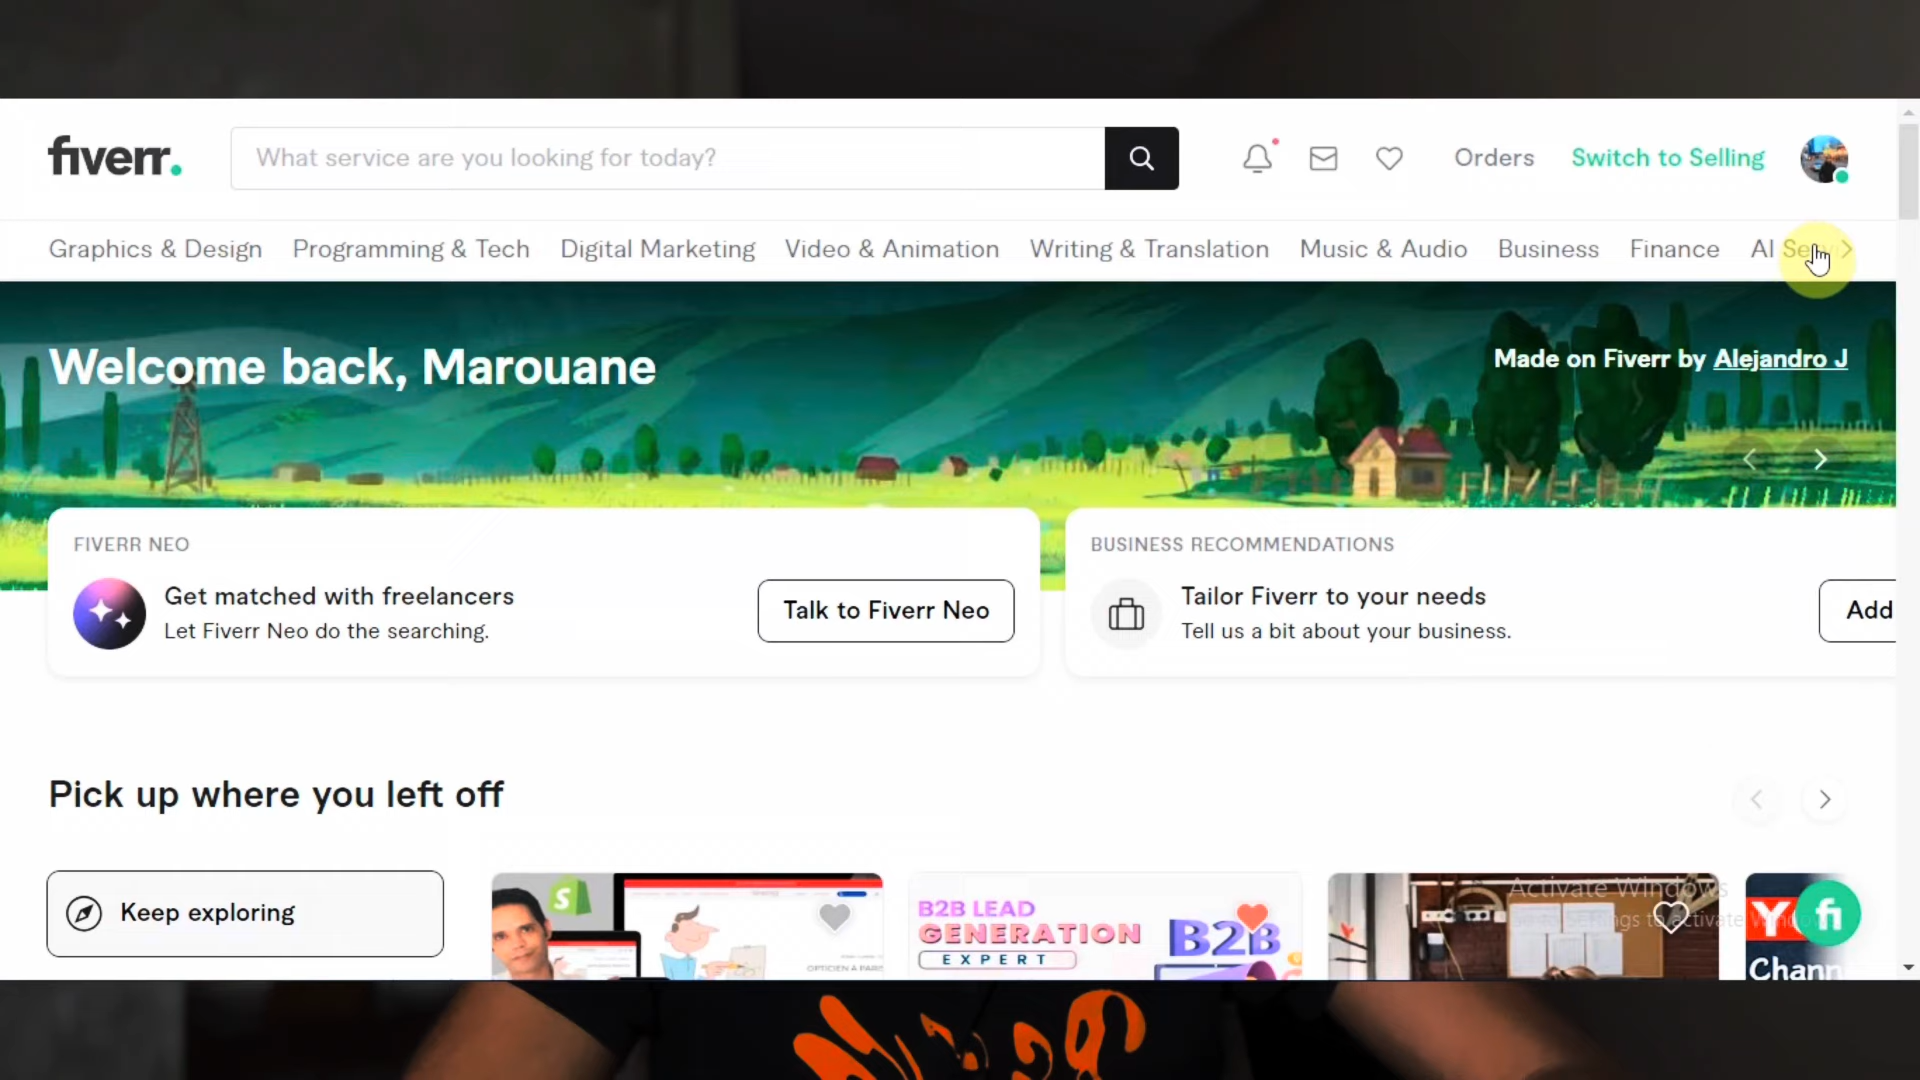 fiverr.
What service are you looking for today?
Orders
Switch to Selling
Graphics & Design
Programming & Tech
Digital Marketing
Video & Animation
Writing & Translation
Music & Audio
Business
Finance
AI
Welcome back, Marouane
Made on Fiverr by Alejandro J
FIVERR NEO
Get matched with freelancers
Let Fiverr Neo do the searching.
Talk to Fiverr Neo
BUSINESS RECOMMENDATIONS
Tailor Fiverr to your needs
Tell us a bit about your business.
Add
Pick up where you left off
Keep exploring
B2B LEAD
GENERATION
EXPERT
B2B
OPTICIEN A PARIS
Activate Windows
fi